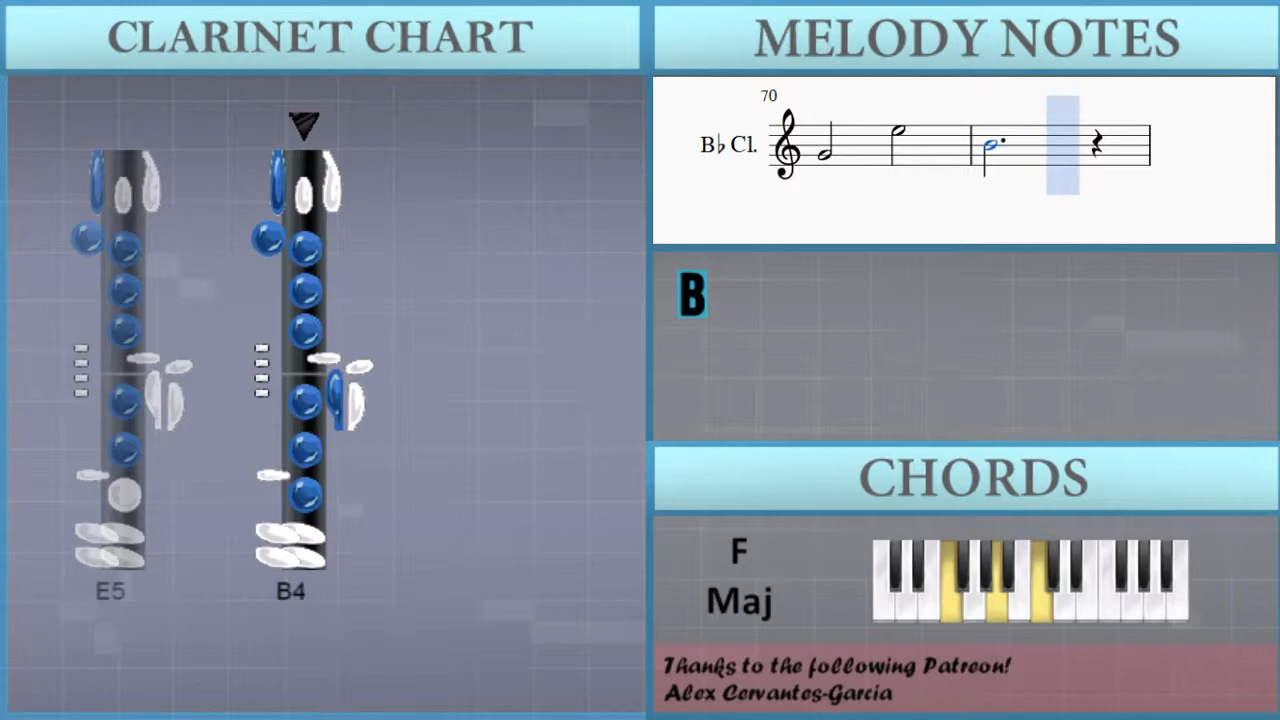 CLARINET CHART
E5
B4
MELODY NOTES
70
B♭ Cl.
B
CHORDS
F
Maj
Thanks to the following Patreon!
Alex Cervantes-Garcia